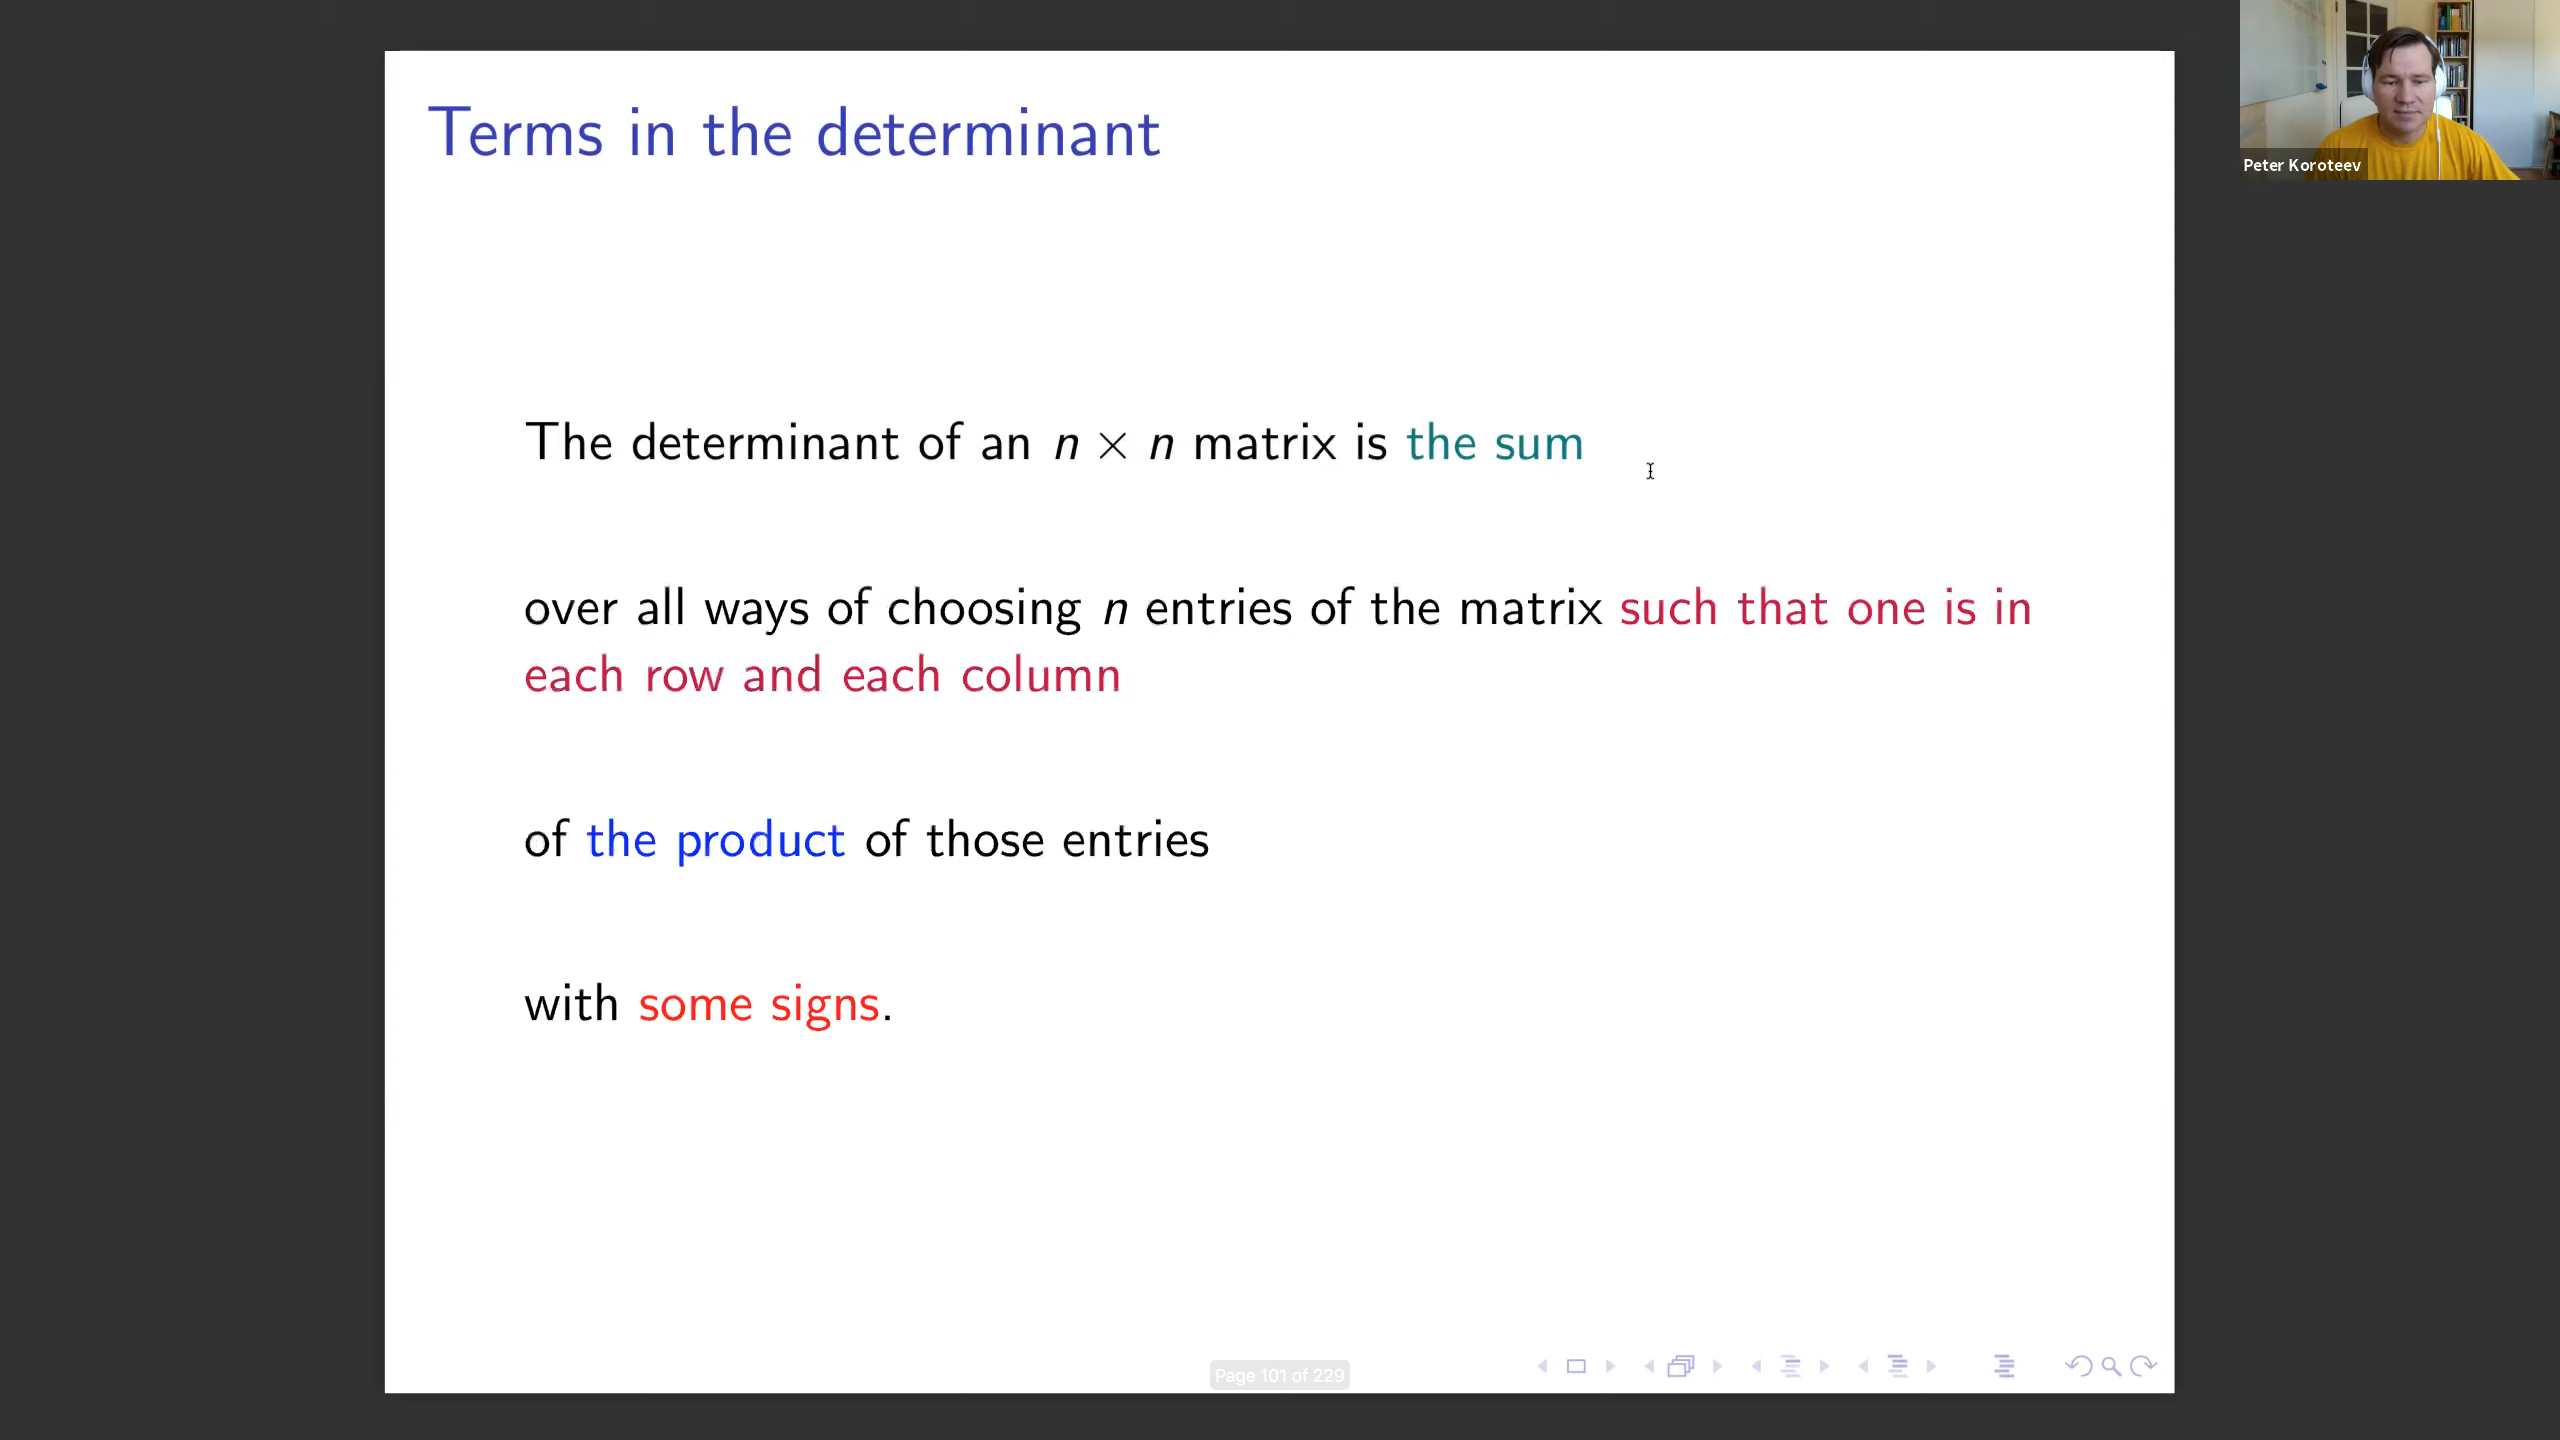 Terms in the determinant
Peter Koroteev
The determinant of an n × n matrix is the sum
over all ways of choosing n entries of the matrix such that one is in
each row and each column
of the product of those entries
with some signs.
Page 101 of 229